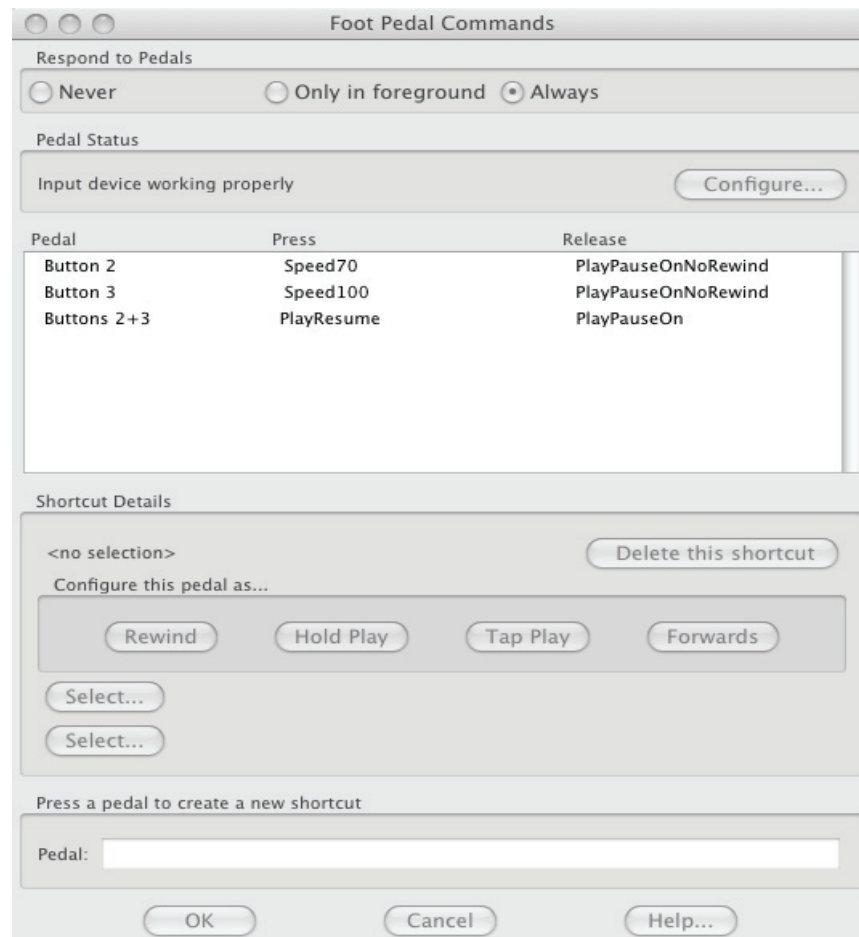 Foot Pedal Commands
Respond to Pedals
Never Only in foreground Always
Pedal Status
Input device working properly Configure...
Pedal Press Release
Button 2 Speed70 PlayPauseOnNoRewind
Button 3 Speed100 PlayPauseOnNoRewind
Buttons 2+3 PlayResume PlayPauseOn
Shortcut Details
<no selection> Delete this shortcut
Configure this pedal as...
Rewind Hold Play Tap Play Forwards
Select...
Select...
Press a pedal to create a new shortcut
Pedal:
OK Cancel Help...